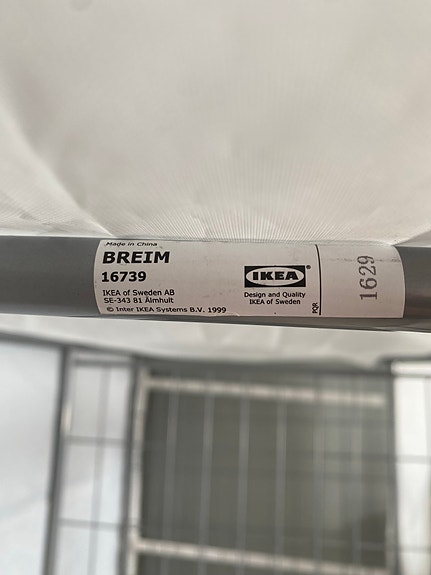 Made in China
BREIM
16739
IKEA of Sweden AB
SE-343 81 Älmhult
© Inter IKEA Systems B.V. 1999
IKEA®
Design and Quality
IKEA of Sweden
PQR
1629